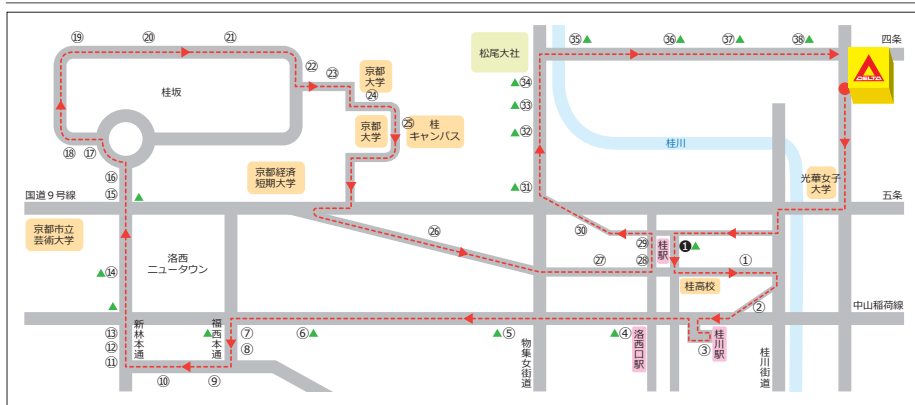 ⑲
⑳
㉑
桂坂
㉒
㉓
京都
大学
㉔
京都
大学
㉕
桂
キャンパス
⑱
⑰
⑯
⑮
国道9号線
京都市立
芸術大学
京都経済
短期大学
洛西
ニュータウン
⑭
⑬
⑫
⑪
新林本通
⑩
⑨
福西本通
⑦
⑧
⑥
㉖
松尾大社
㉞
㉝
㉜
㉛
㉟
㊱
㊲
㊳
四条
DELTA
桂川
光華女子
大学
五条
㉚
㉙
㉘
㉗
桂駅
❶
①
桂高校
②
中山稲荷線
⑤
物集女街道
④
洛西口駅
③
桂川駅
桂川街道